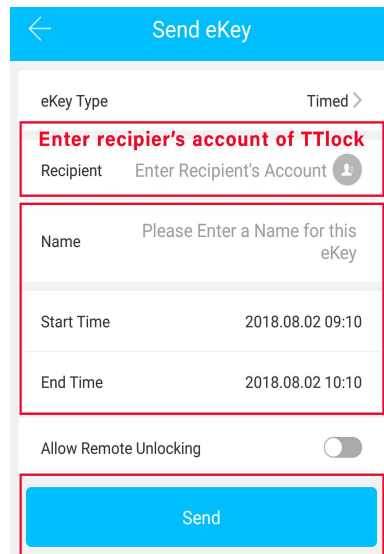 Send eKey
eKey Type Timed
Enter recipier's account of TTlock
Recipient Enter Recipient's Account
Name Please Enter a Name for this
eKey
Start Time 2018.08.02 09:10
End Time 2018.08.02 10:10
Allow Remote Unlocking
Send